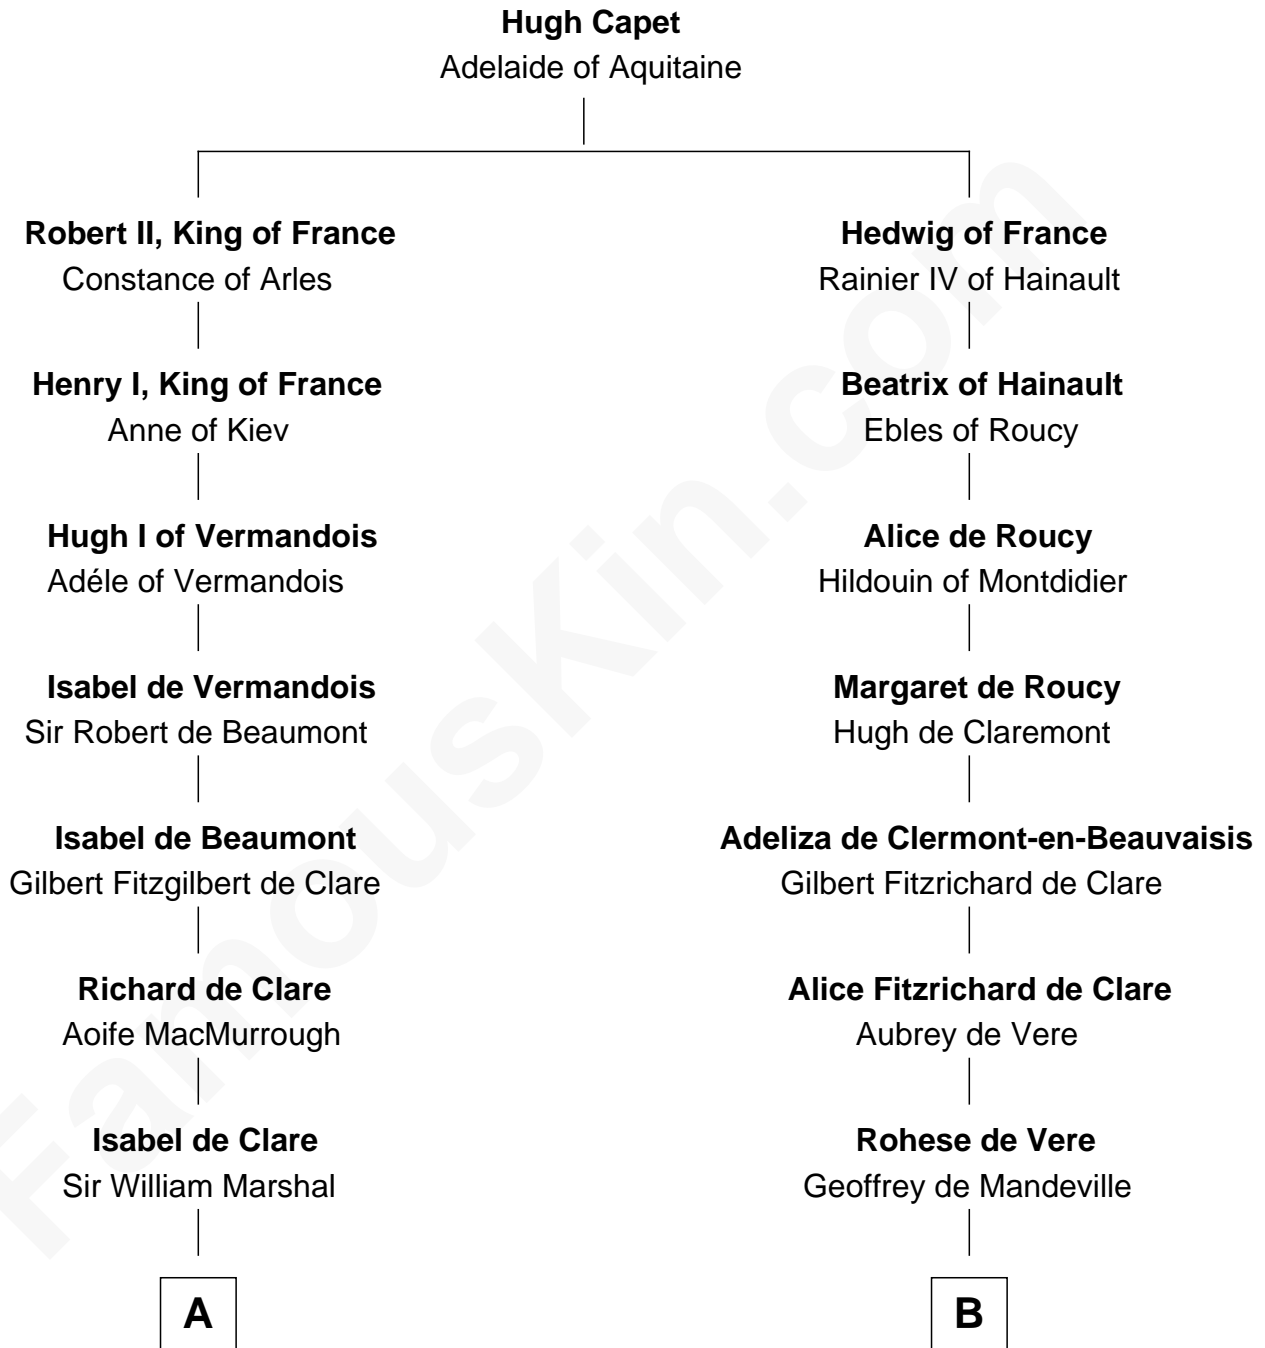 Hugh Capet
Adelaide of Aquitaine
Robert II, King of France
Constance of Arles
Henry I, King of France
Anne of Kiev
Hugh I of Vermandois
Adéle of Vermandois
Isabel de Vermandois
Sir Robert de Beaumont
Isabel de Beaumont
Gilbert Fitzgilbert de Clare
Richard de Clare
Aoife MacMurrough
Isabel de Clare
Sir William Marshal
A
Hedwig of France
Rainier IV of Hainault
Beatrix of Hainault
Ebles of Roucy
Alice de Roucy
Hildouin of Montdidier
Margaret de Roucy
Hugh de Claremont
Adeliza de Clermont-en-Beauvaisis
Gilbert Fitzrichard de Clare
Alice Fitzrichard de Clare
Aubrey de Vere
Rohese de Vere
Geoffrey de Mandeville
B
FamousKin.com